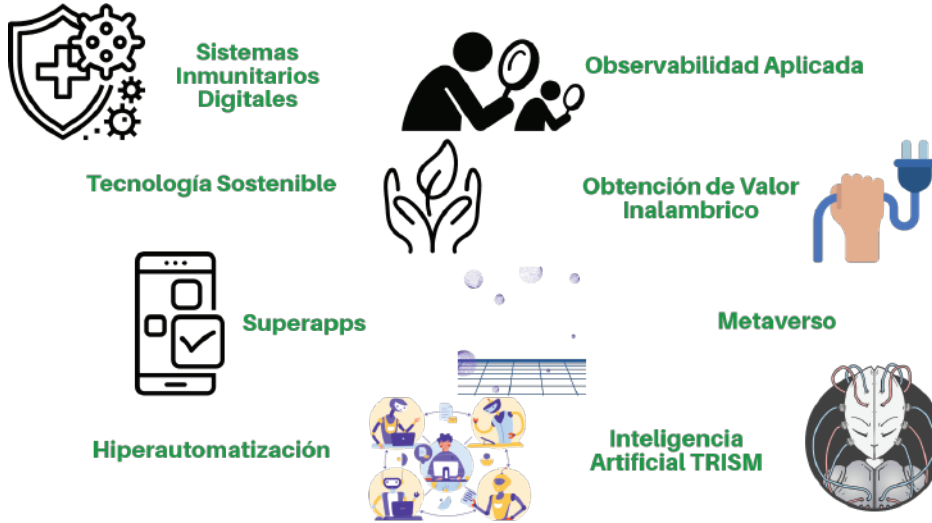 Sistemas
Inmunitarios
Digitales
Observabilidad Aplicada
Tecnología Sostenible
Obtención de Valor
Inalambrico
Superapps
Metaverso
Hiperautomatización
Inteligencia
Artificial TRISM